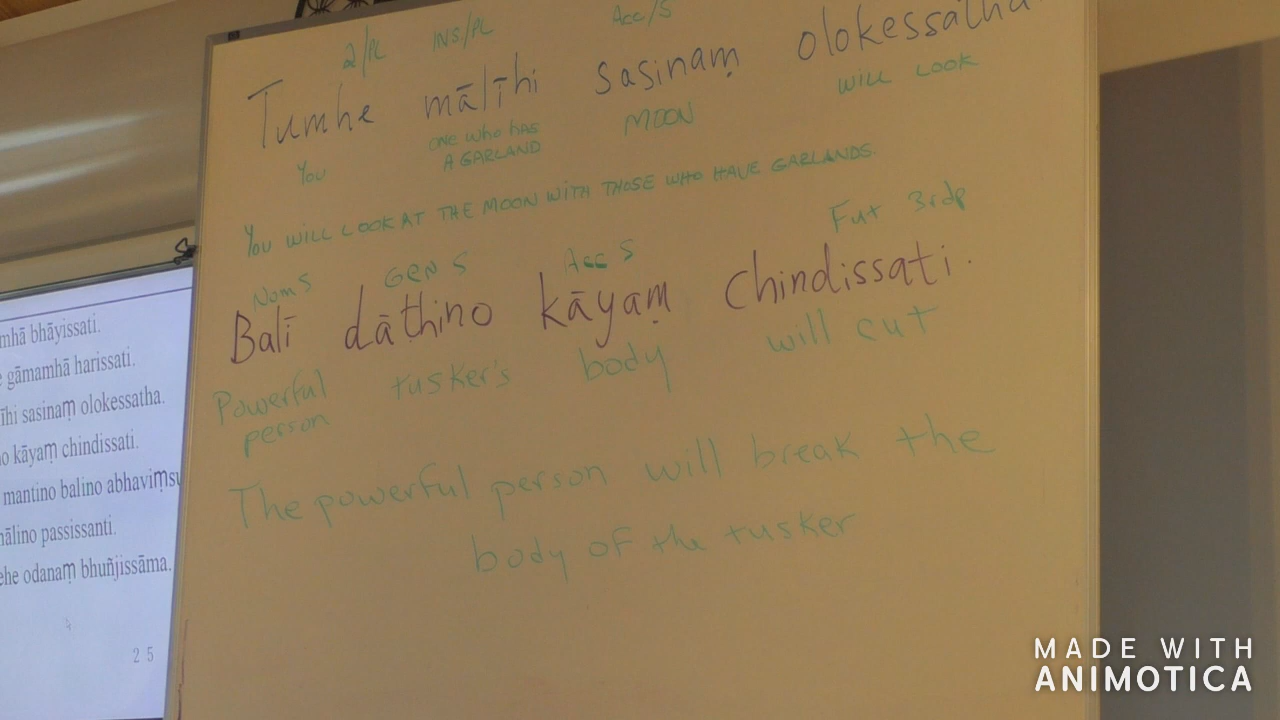 2/PL INS/PL Acc/S
Tumhe mālīhi sasinaṃ olokessatha
You ONE WHO HAS A GARLAND MOON WILL LOOK
YOU WILL LOOK AT THE MOON WITH THOSE WHO HAVE GARLANDS.
Nom S Gen S Acc S Fut 3rdp
Balī dāṭhino kāyaṃ chindissati.
Powerful person tusker's body will cut
The powerful person will break the
body of the tusker
mhā bhāyissati.
gāmamhā harissati.
īhi sasinaṃ olokessatha.
o kāyaṃ chindissati.
mantino balino abhaviṃsu
mālino passissanti.
ehe odanaṃ bhuñjissāma.
25
MADE WITH
ANIMOTICA